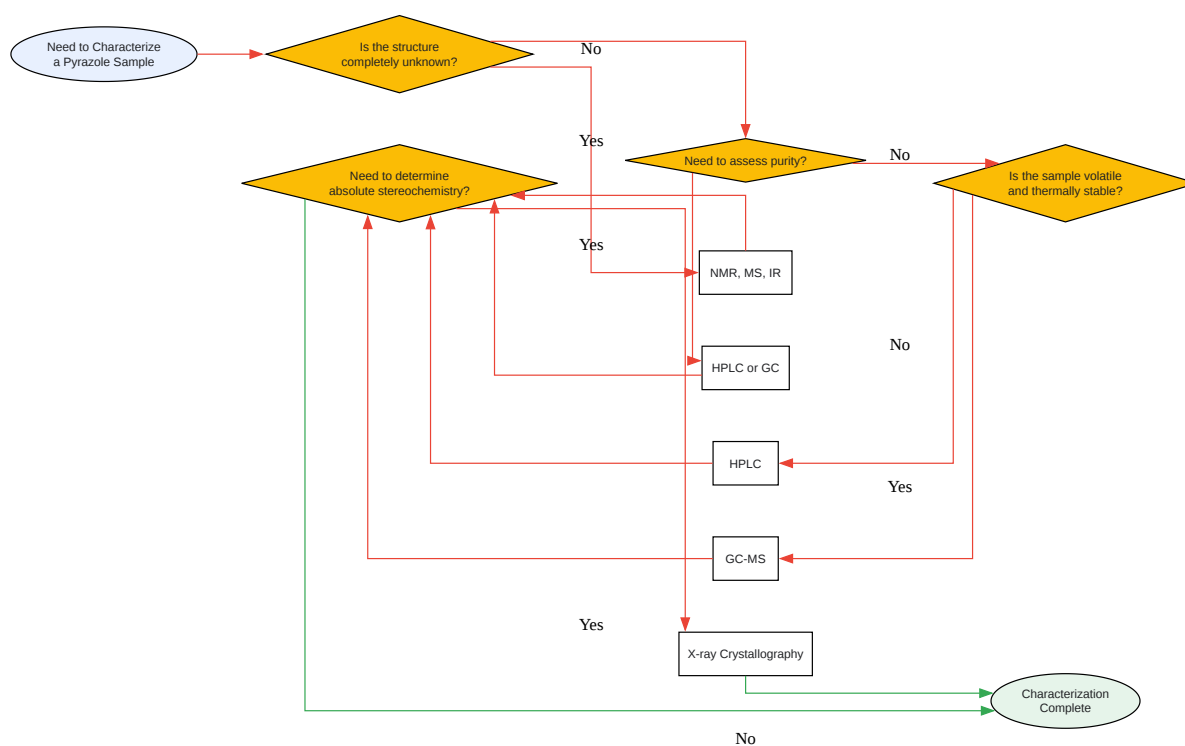 Need to Characterize
a Pyrazole Sample
Is the structure
completely unknown?
No
Yes
Need to assess purity?
No
Is the sample volatile
and thermally stable?
Need to determine
absolute stereochemistry?
Yes
NMR, MS, IR
No
HPLC or GC
HPLC
Yes
GC-MS
Yes
X-ray Crystallography
Characterization
Complete
No